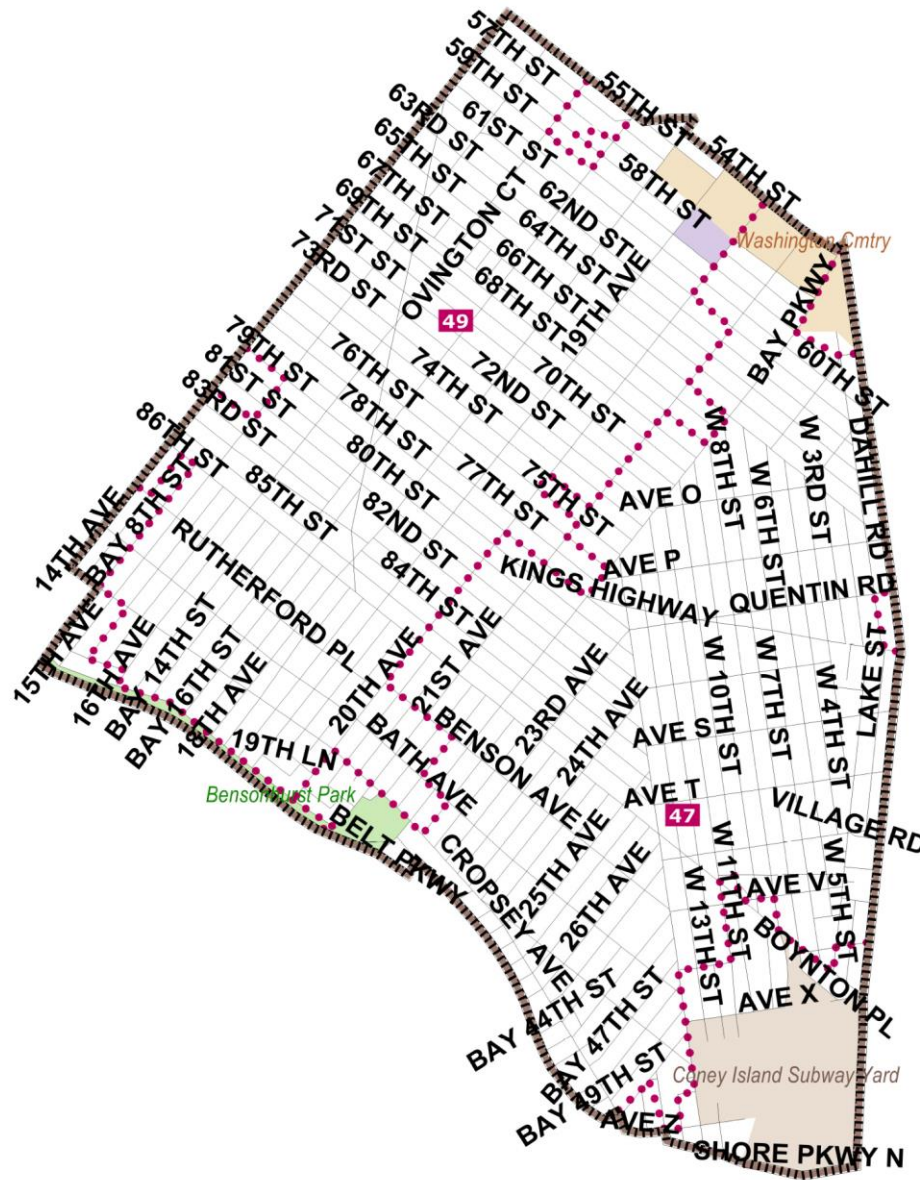 57TH ST
59TH ST
55TH ST
63RD ST
61ST ST
54TH ST
65TH ST
58TH ST
67TH ST
62ND ST
69TH ST
OVINGTON CT
64TH ST
Washington Cmtry
71ST ST
66TH ST
19TH AVE
73RD ST
68TH ST
BAY PKWY
49
79TH ST
76TH ST
74TH ST
72ND ST
70TH ST
60TH ST
81ST ST
83RD ST
78TH ST
W 8TH ST
W 3RD ST
DAHILL RD
86TH ST
85TH ST
80TH ST
77TH ST
75TH ST
AVE O
W 6TH ST
14TH AVE
BAY 8TH ST
82ND ST
RUTHERFORD PL
84TH ST
KINGS HIGHWAY
AVE P
QUENTIN RD
15TH AVE
16TH AVE
BAY 14TH ST
BAY 16TH ST
18TH AVE
20TH AVE
21ST AVE
23RD AVE
24TH AVE
W 10TH ST
W 7TH ST
W 4TH ST
LAKE ST
19TH LN
BATH AVE
BENSON AVE
AVE S
AVE T
Bensonhurst Park
47
VILLAGE RD
BELT PKWY
CROPSEY AVE
25TH AVE
26TH AVE
W 13TH ST
W 11TH ST
AVE V
W 5TH ST
BOYNTON PL
BAY 44TH ST
BAY 47TH ST
AVE X
BAY 49TH ST
Coney Island Subway Yard
AVE Z
SHORE PKWY N